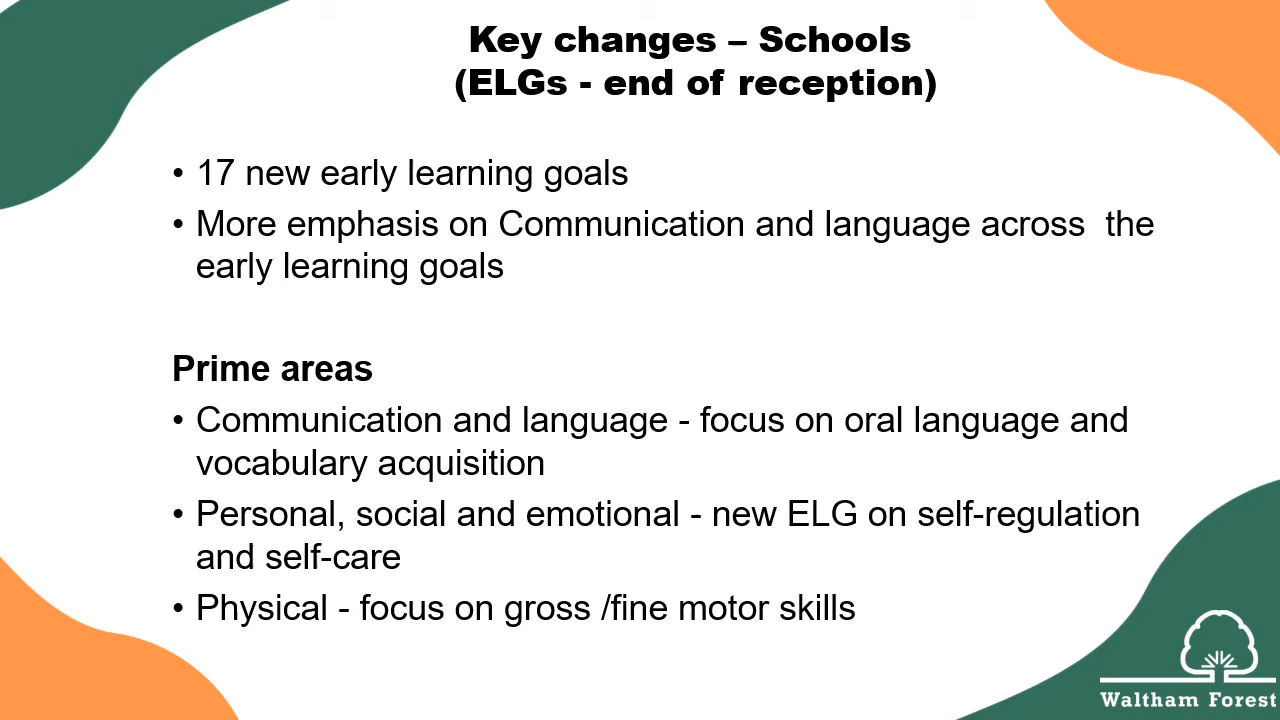 Key changes – Schools
(ELGs - end of reception)
• 17 new early learning goals
• More emphasis on Communication and language across  the
early learning goals
Prime areas
• Communication and language - focus on oral language and
vocabulary acquisition
• Personal, social and emotional - new ELG on self-regulation
and self-care
• Physical - focus on gross /fine motor skills
Waltham Forest